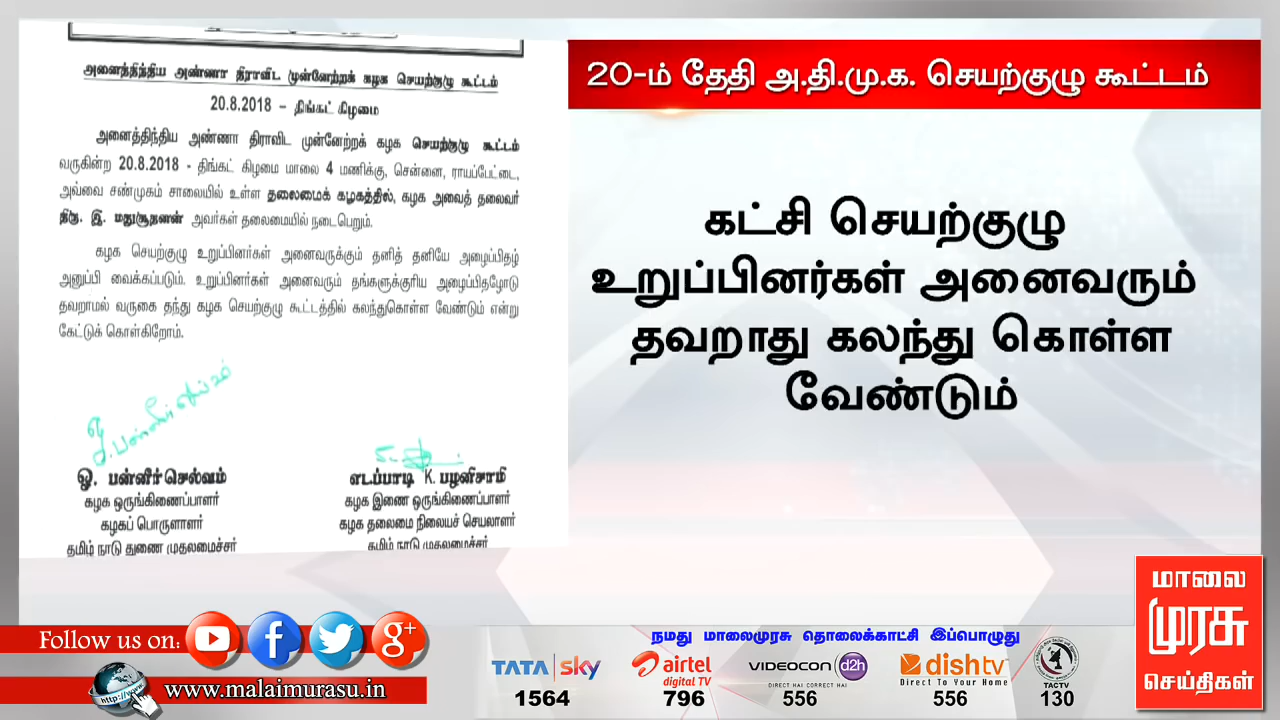 அனைத்திந்திய அண்ணா திராவிட முன்னேற்றக் கழக செயற்குழு கூட்டம்
20.8.2018 – திங்கட் கிழமை
அனைத்திந்திய அண்ணா திராவிட முன்னேற்றக் கழக செயற்குழு கூட்டம்
வருகின்ற 20.8.2018 - திங்கட் கிழமை மாலை 4 மணிக்கு, சென்னை, ராயப்பேட்டை,
அவ்வை சண்முகம் சாலையில் உள்ள தலைமைக் கழகத்தில், கழக அவைத் தலைவர்
திரு. இ. மதுசூதனன் அவர்கள் தலைமையில் நடைபெறும்.
கழக செயற்குழு உறுப்பினர்கள் அனைவருக்கும் தனித் தனியே அழைப்பிதழ்
அனுப்பி வைக்கப்படும். உறுப்பினர்கள் அனைவரும் தங்களுக்குரிய அழைப்பிதழோடு
தவறாமல் வருகை தந்து கழக செயற்குழு கூட்டத்தில் கலந்துகொள்ள வேண்டும் என்று
கேட்டுக் கொள்கிறோம்.
ஓ. பன்னீர்செல்வம்
கழக ஒருங்கிணைப்பாளர்
கழகப் பொருளாளர்
தமிழ் நாடு துணை முதலமைச்சர்
எடப்பாடி K. பழனிசாமி
கழக இணை ஒருங்கிணைப்பாளர்
கழக தலைமை நிலையச் செயலாளர்
தமிழ் நாடு முதலமைச்சர்
20-ம் தேதி அ.தி.மு.க. செயற்குழு கூட்டம்
கட்சி செயற்குழு
உறுப்பினர்கள் அனைவரும்
தவறாது கலந்து கொள்ள
வேண்டும்
Follow us on:
http://www
www.malaimurasu.in
நமது மாலைமுரசு தொலைக்காட்சி இப்பொழுது
TATA sky
1564
airtel
digital TV
796
VIDEOCON d2h
DIRECT HAI CORRECT HAI
556
dishtv
Direct To Your Home
556
TACTV
130
மாலை
முரசு
செய்திகள்